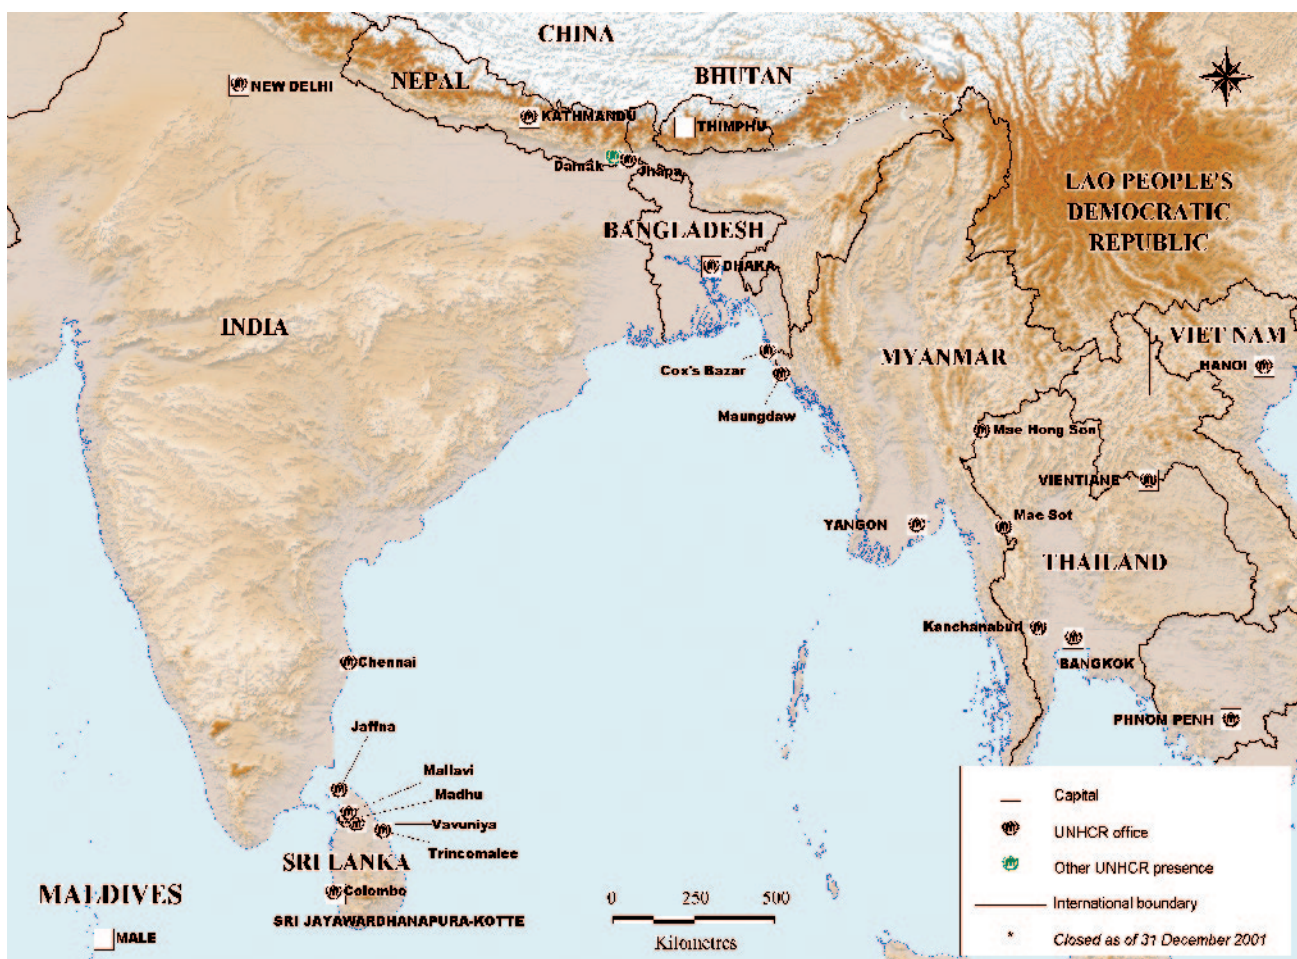 CHINA
NEPAL
BHUTAN
NEW DELHI
KATHMANDU
THIMPHU
Damak
Jhapa
LAO PEOPLE'S
DEMOCRATIC
REPUBLIC
BANGLADESH
DHAKA
INDIA
VIET NAM
HANOI
MYANMAR
Cox's Bazar
Maungdaw
Mae Hong Son
VIENTIANE
YANGON
Mae Sot
THAILAND
Kanchanaburi
BANGKOK
Chennai
PHNOM PENH
Jaffna
Mallavi
Madhu
Vavuniya
Trincomalee
SRI LANKA
Colombo
SRI JAYAWARDHANAPURA-KOTTE
MALDIVES
MALE
0 250 500
Kilometres
Capital
UNHCR office
Other UNHCR presence
International boundary
* Closed as of 31 December 2001